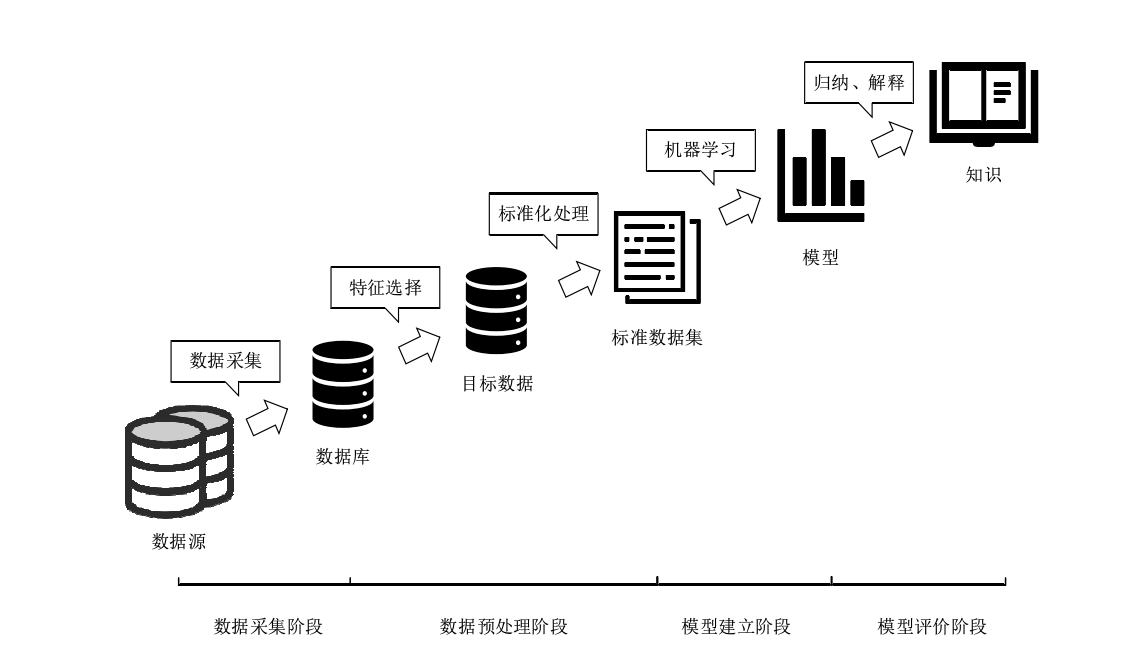 归纳、解释
知识
机器学习
模型
标准化处理
标准数据集
特征选择
目标数据
数据采集
数据库
数据源
数据采集阶段
数据预处理阶段
模型建立阶段
模型评价阶段